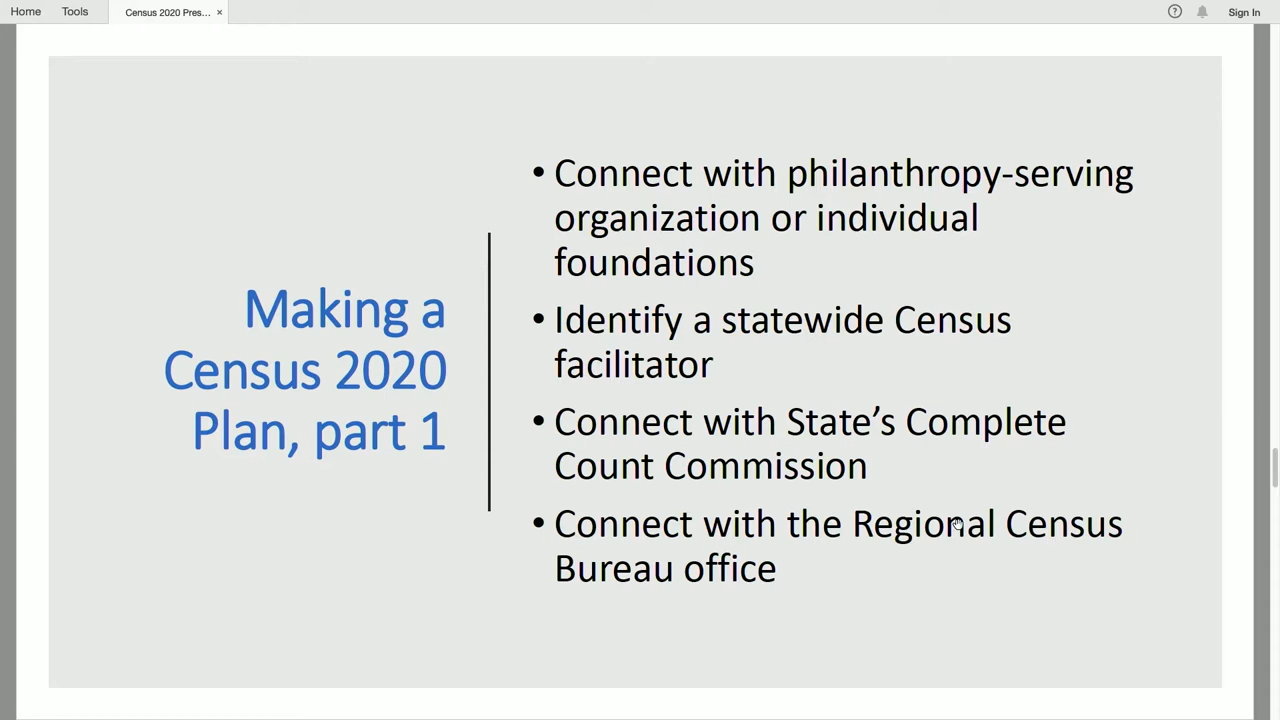 Home Tools Census 2020 Pres... × Sign In
Making a
Census 2020
Plan, part 1
• Connect with philanthropy-serving
organization or individual
foundations
• Identify a statewide Census
facilitator
• Connect with State’s Complete
Count Commission
• Connect with the Regional Census
Bureau office